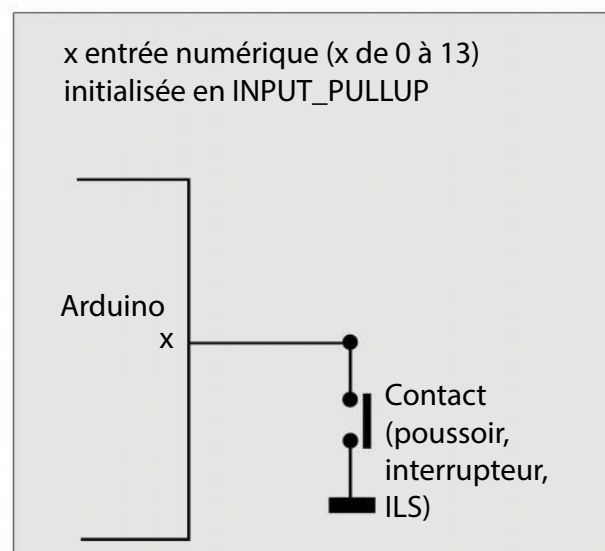 x entrée numérique (x de 0 à 13)
initialisée en INPUT_PULLUP
Arduino
x
Contact
(poussoir,
interrupteur,
ILS)